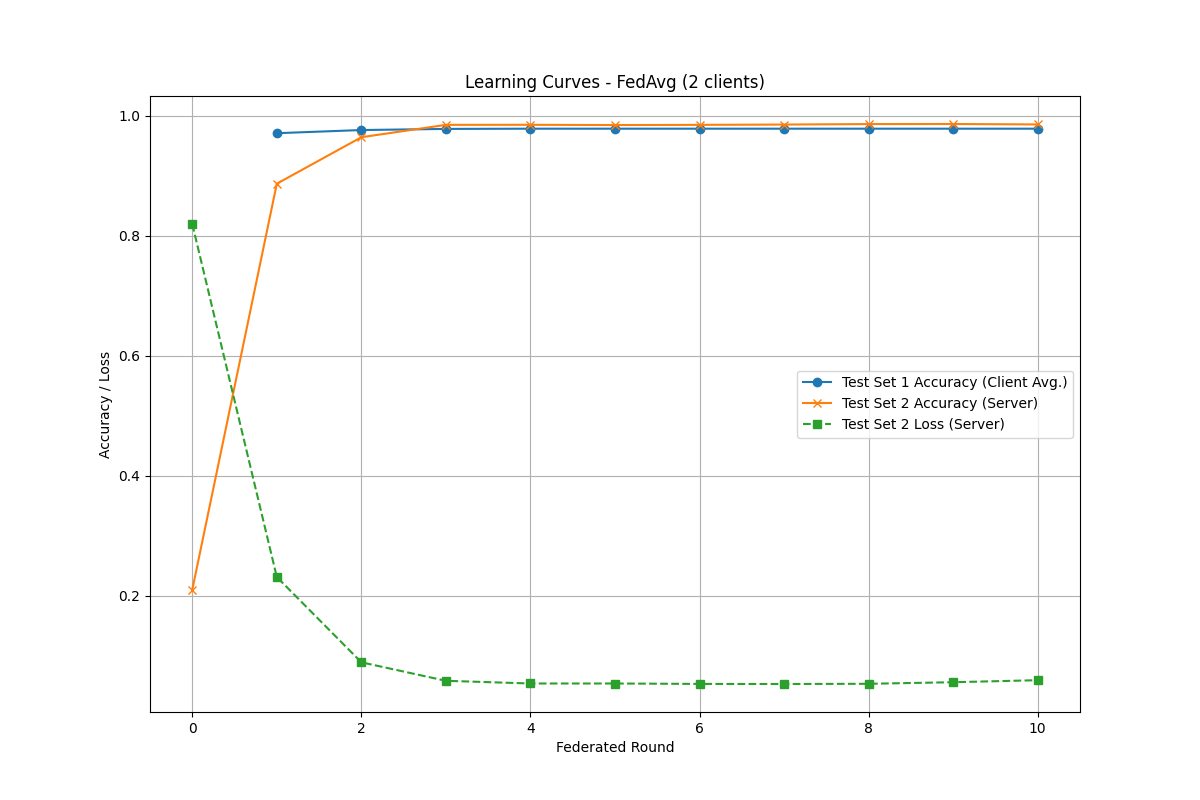 Learning Curves - FedAvg (2 clients)
1.0
0.8
0.6
0.4
0.2
Accuracy / Loss
Test Set 1 Accuracy (Client Avg.)
Test Set 2 Accuracy (Server)
Test Set 2 Loss (Server)
0 2 4 6 8 10
Federated Round